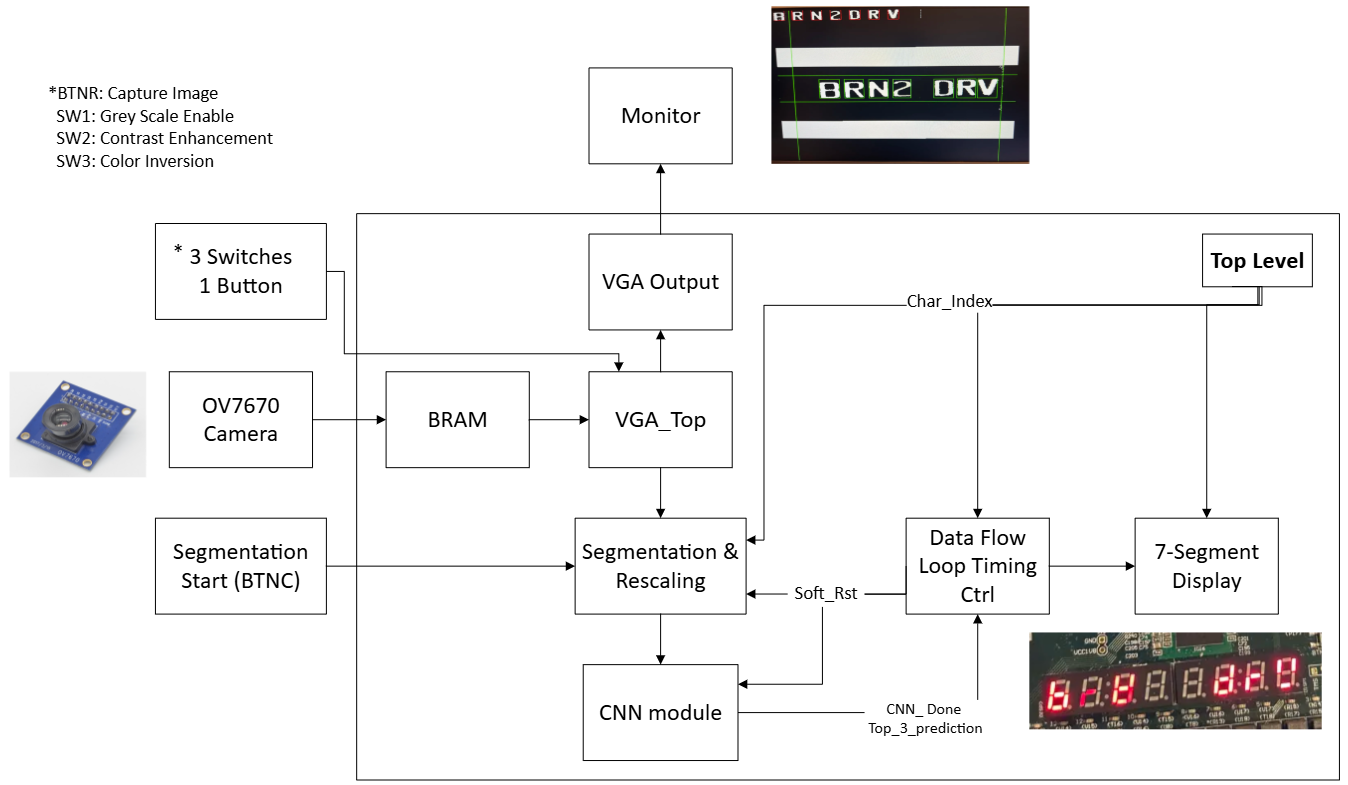 BRN2DRV
BRN2 DRV
*BTNR: Capture Image
SW1: Grey Scale Enable
SW2: Contrast Enhancement
SW3: Color Inversion
Monitor
* 3 Switches
1 Button
VGA Output
Top Level
Char_Index
OV7670
Camera
BRAM
VGA_Top
Segmentation
Start (BTNC)
Segmentation &
Rescaling
Data Flow
Loop Timing
Ctrl
7-Segment
Display
Soft_Rst
CNN module
CNN_ Done
Top_3_prediction
GND
VCC1V8